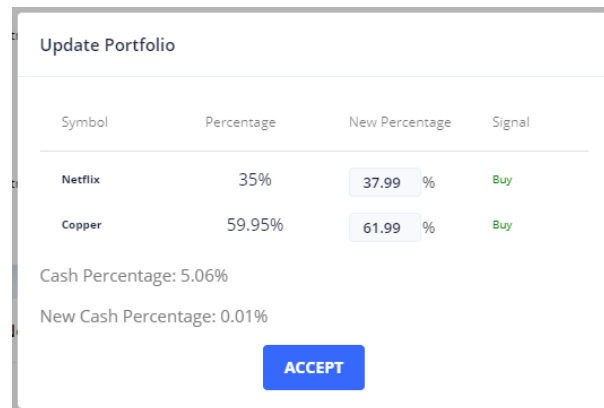 Update Portfolio
Symbol Percentage New Percentage Signal
Netflix 35% 37.99 % Buy
Copper 59.95% 61.99 % Buy
Cash Percentage: 5.06%
New Cash Percentage: 0.01%
ACCEPT